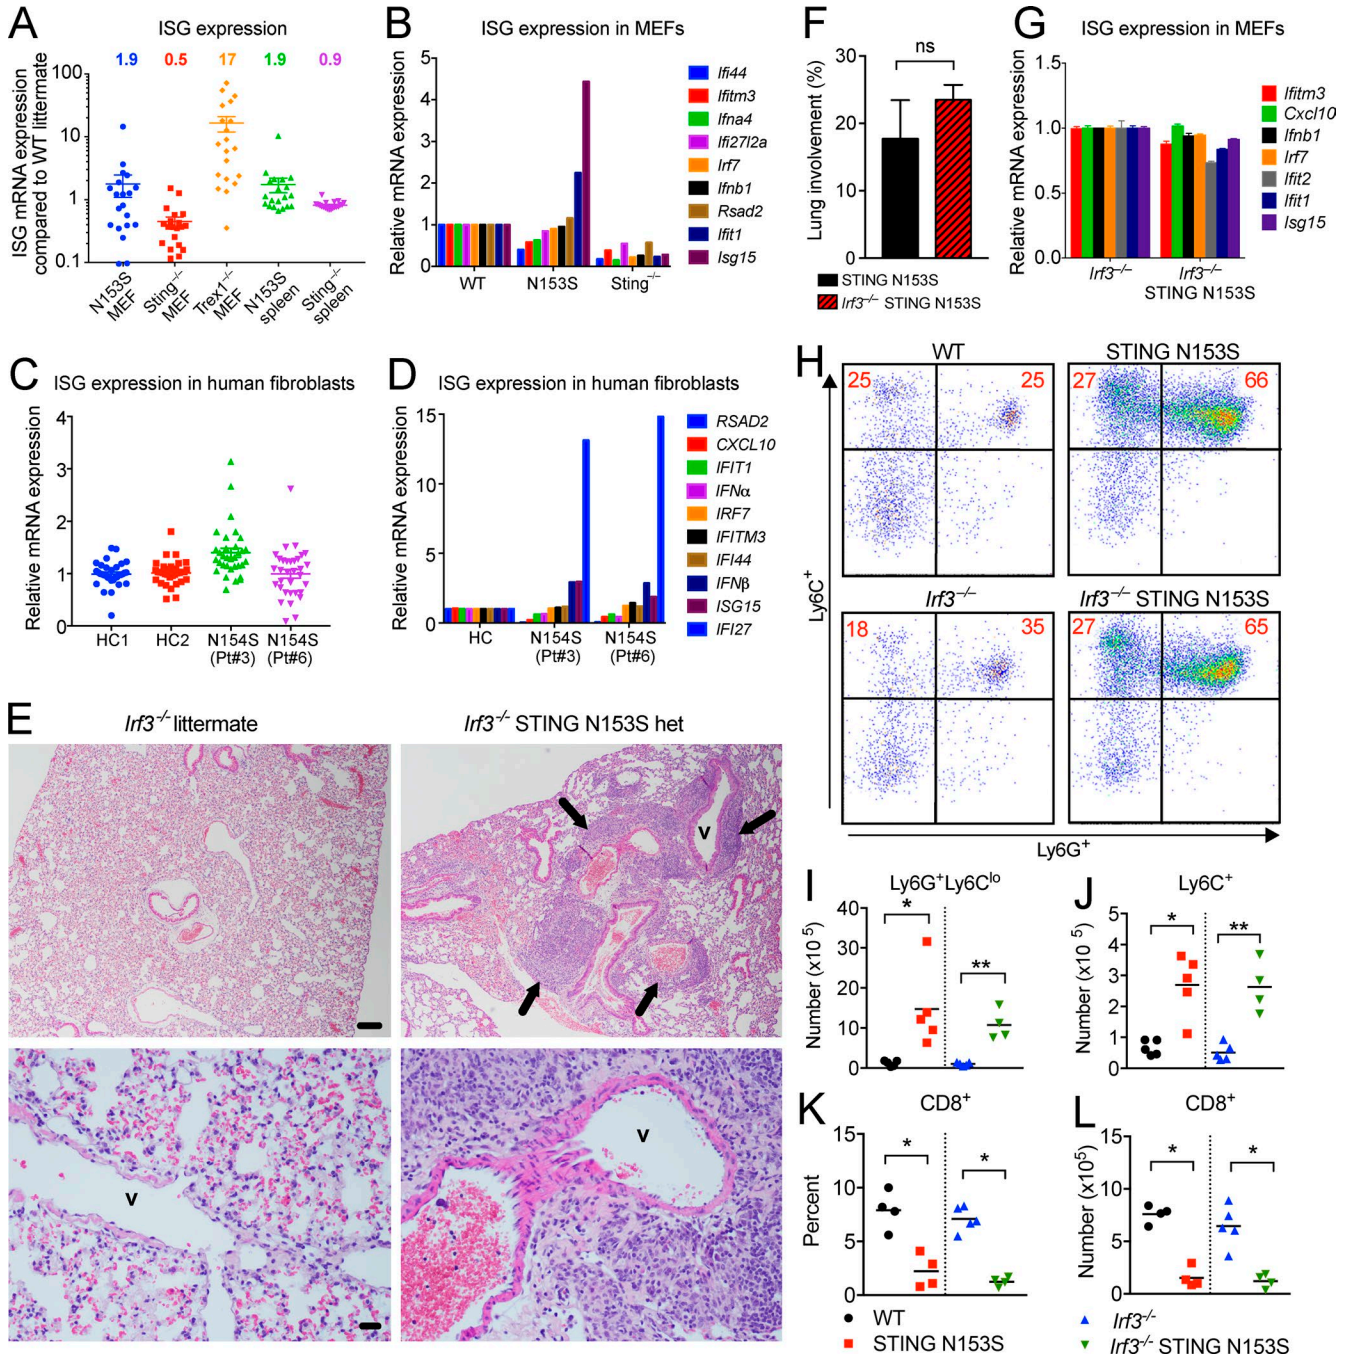 A
ISG expression
1.9 0.5 17 1.9 0.9
ISG mRNA expression
compared to WT littermate
100
10
1
0.1
N153S
MEF
Sting⁻/⁻
MEF
Trex1⁻/⁻
MEF
N153S
spleen
Sting⁻/⁻
spleen
B
ISG expression in MEFs
Relative mRNA expression
5
4
3
2
1
0
WT N153S Sting⁻/⁻
Ifi44
Ifitm3
Ifna4
Ifi27l2a
Irf7
Ifnb1
Rsad2
Ifit1
Isg15
F
ns
Lung involvement (%)
30
20
10
0
STING N153S
Irf3⁻/⁻ STING N153S
G
ISG expression in MEFs
Relative mRNA expression
1.5
1.0
0.5
0.0
Irf3⁻/⁻ Irf3⁻/⁻
STING N153S
Ifitm3
Cxcl10
Ifnb1
Irf7
Ifit2
Ifit1
Isg15
C
ISG expression in human fibroblasts
Relative mRNA expression
4
3
2
1
0
HC1 HC2 N154S N154S
(Pt#3) (Pt#6)
D
ISG expression in human fibroblasts
Relative mRNA expression
15
10
5
0
HC N154S N154S
(Pt#3) (Pt#6)
RSAD2
CXCL10
IFIT1
IFNα
IRF7
IFITM3
IFI44
IFNβ
ISG15
IFI27
H
WT STING N153S
25 25 27 66
Irf3⁻/⁻ Irf3⁻/⁻ STING N153S
18 35 27 65
Ly6C⁺
Ly6G⁺
E
Irf3⁻/⁻ littermate Irf3⁻/⁻ STING N153S het
v
v
v
I
Ly6G⁺Ly6Cˡᵒ
Number (x10 ⁵)
40
30
20
10
0
* **
J
Ly6C⁺
Number (x10 ⁵)
5
4
3
2
1
0
* **
K
CD8⁺
Percent
15
10
5
0
* *
L
CD8⁺
Number (x10⁵)
15
10
5
0
* *
WT
STING N153S
Irf3⁻/⁻
Irf3⁻/⁻ STING N153S